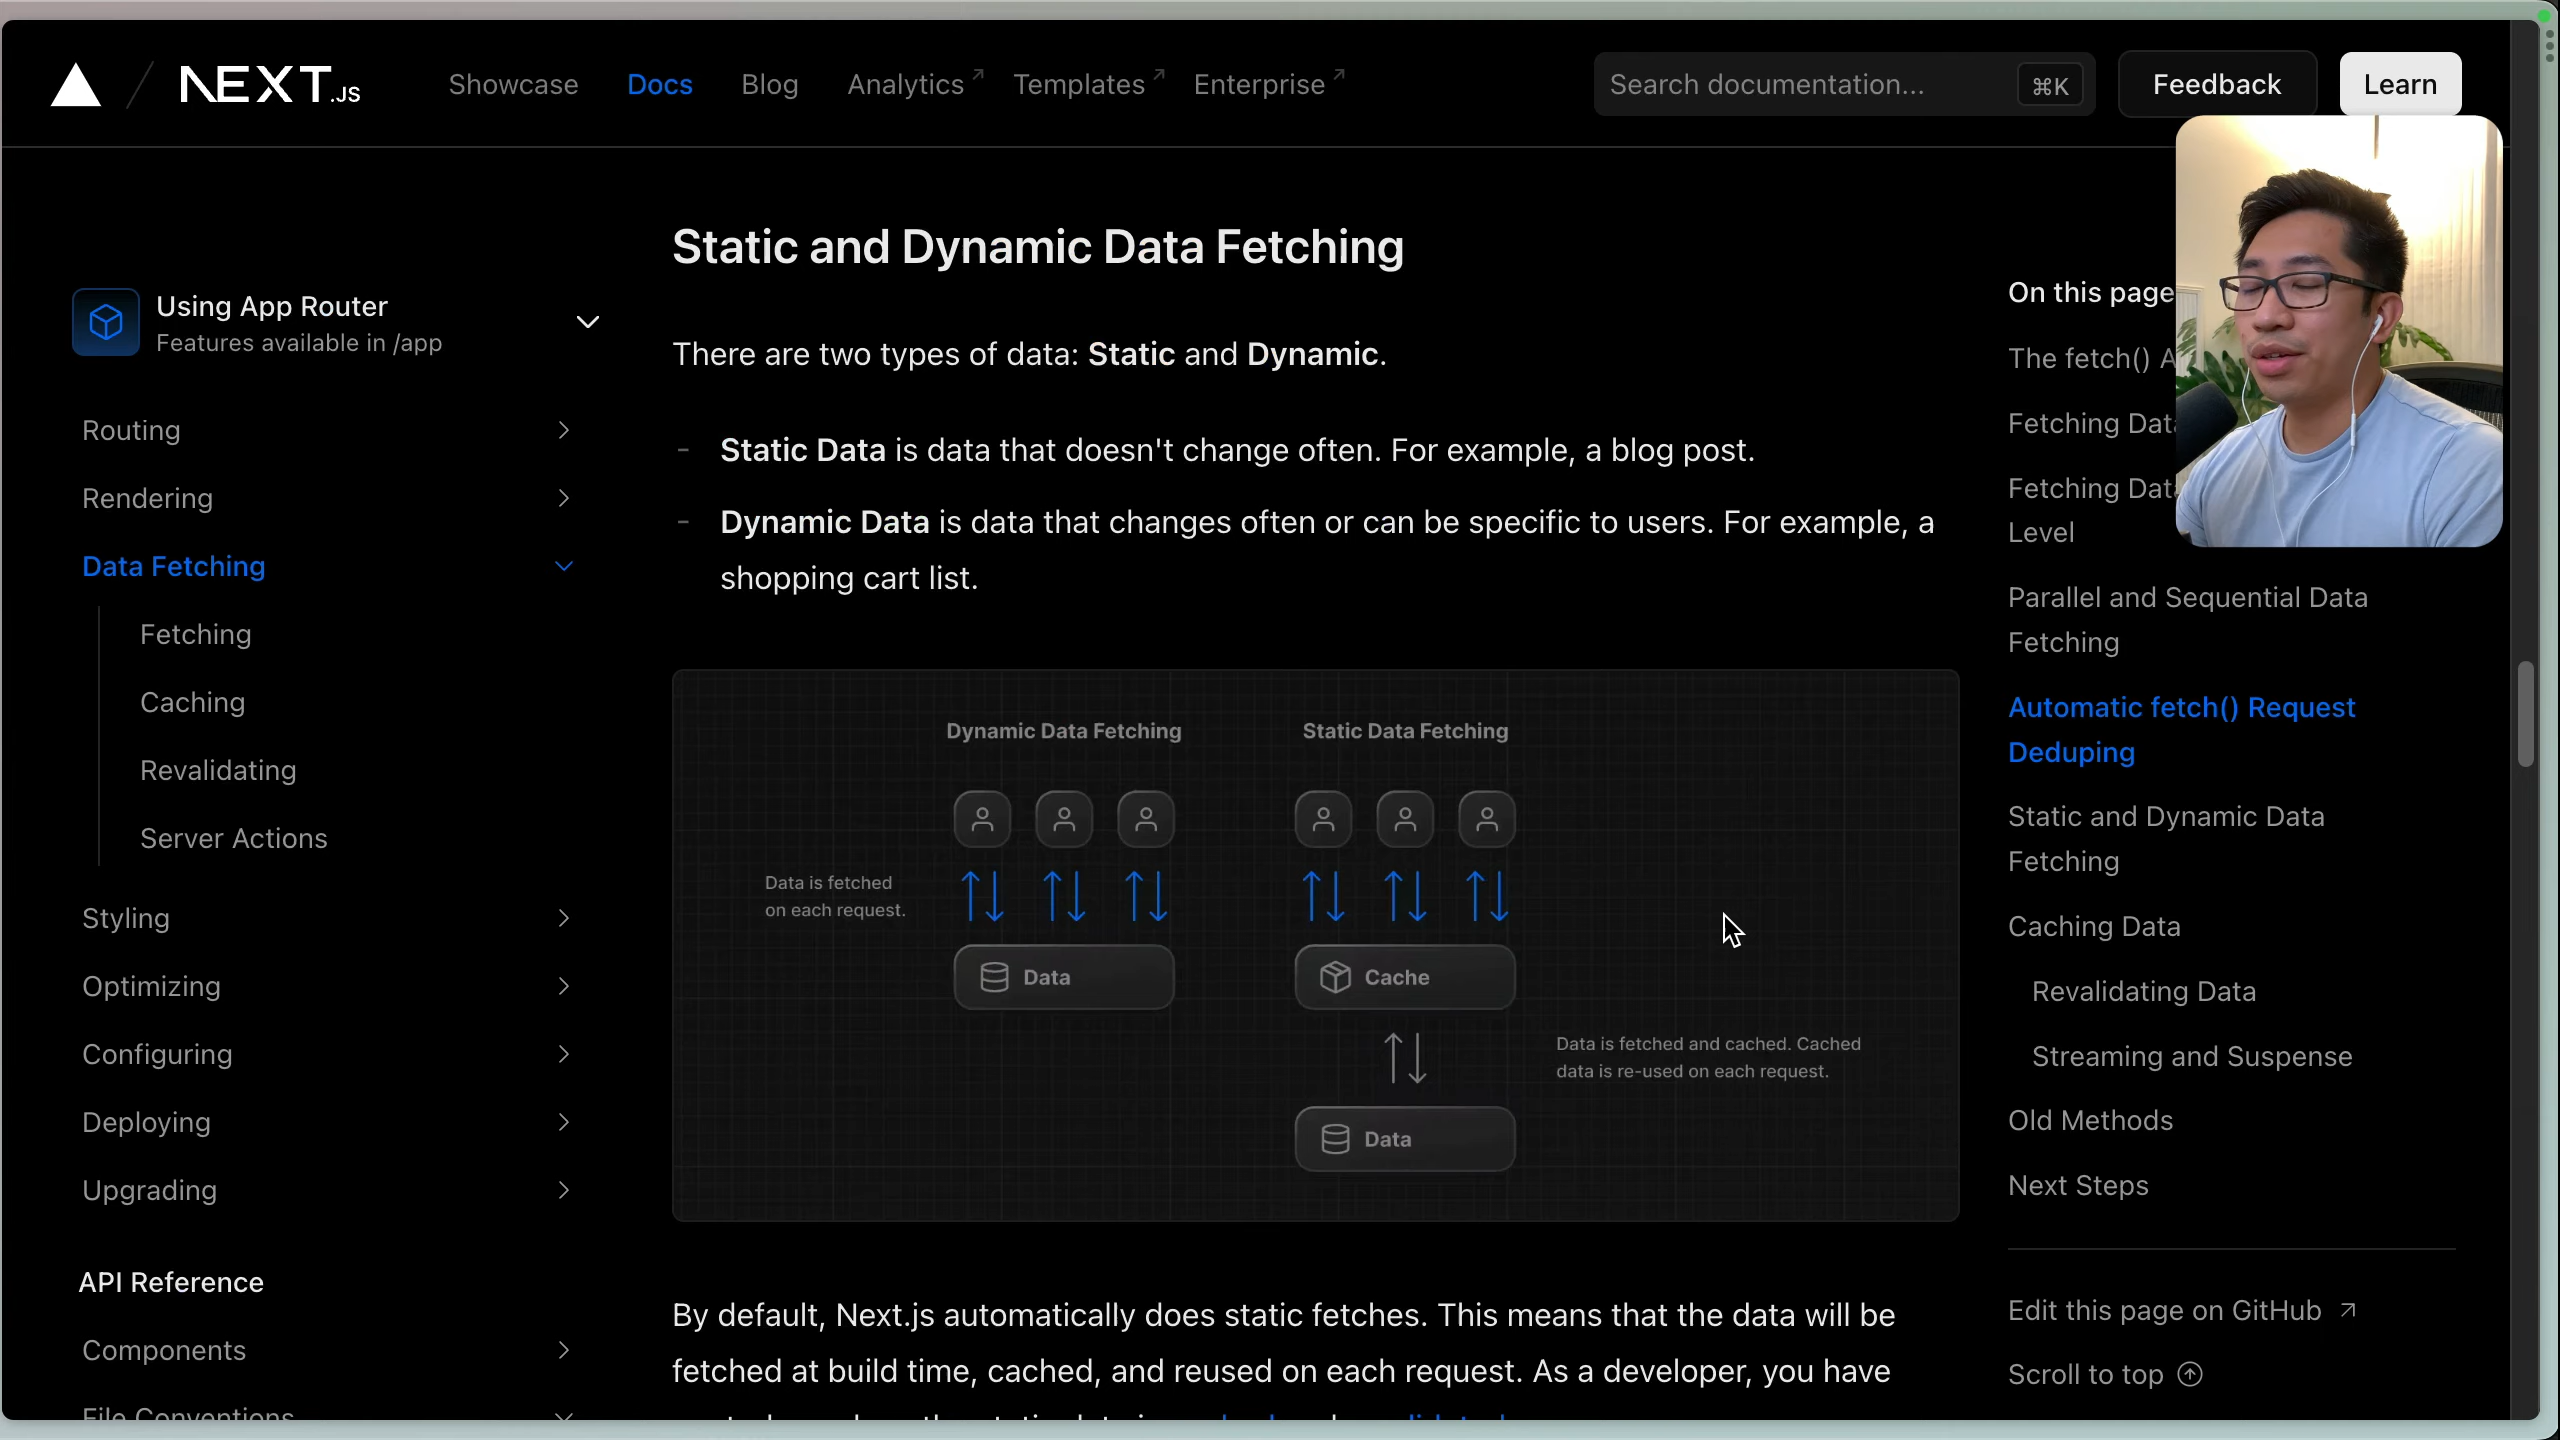 NEXT.JS
Showcase
Docs
Blog
Analytics
Templates
Enterprise
Search documentation...
⌘K
Feedback
Learn
Using App Router
Features available in /app
Routing
Rendering
Data Fetching
Fetching
Caching
Revalidating
Server Actions
Styling
Optimizing
Configuring
Deploying
Upgrading
API Reference
Components
File Conventions
Static and Dynamic Data Fetching
There are two types of data: Static and Dynamic.
- Static Data is data that doesn't change often. For example, a blog post.
- Dynamic Data is data that changes often or can be specific to users. For example, a
shopping cart list.
Dynamic Data Fetching
Static Data Fetching
Data is fetched
on each request.
Data
Cache
Data is fetched and cached. Cached
data is re-used on each request.
Data
By default, Next.js automatically does static fetches. This means that the data will be
fetched at build time, cached, and reused on each request. As a developer, you have
On this page
The fetch() A
Fetching Data
Fetching Data
Level
Parallel and Sequential Data
Fetching
Automatic fetch() Request
Deduping
Static and Dynamic Data
Fetching
Caching Data
Revalidating Data
Streaming and Suspense
Old Methods
Next Steps
Edit this page on GitHub
Scroll to top